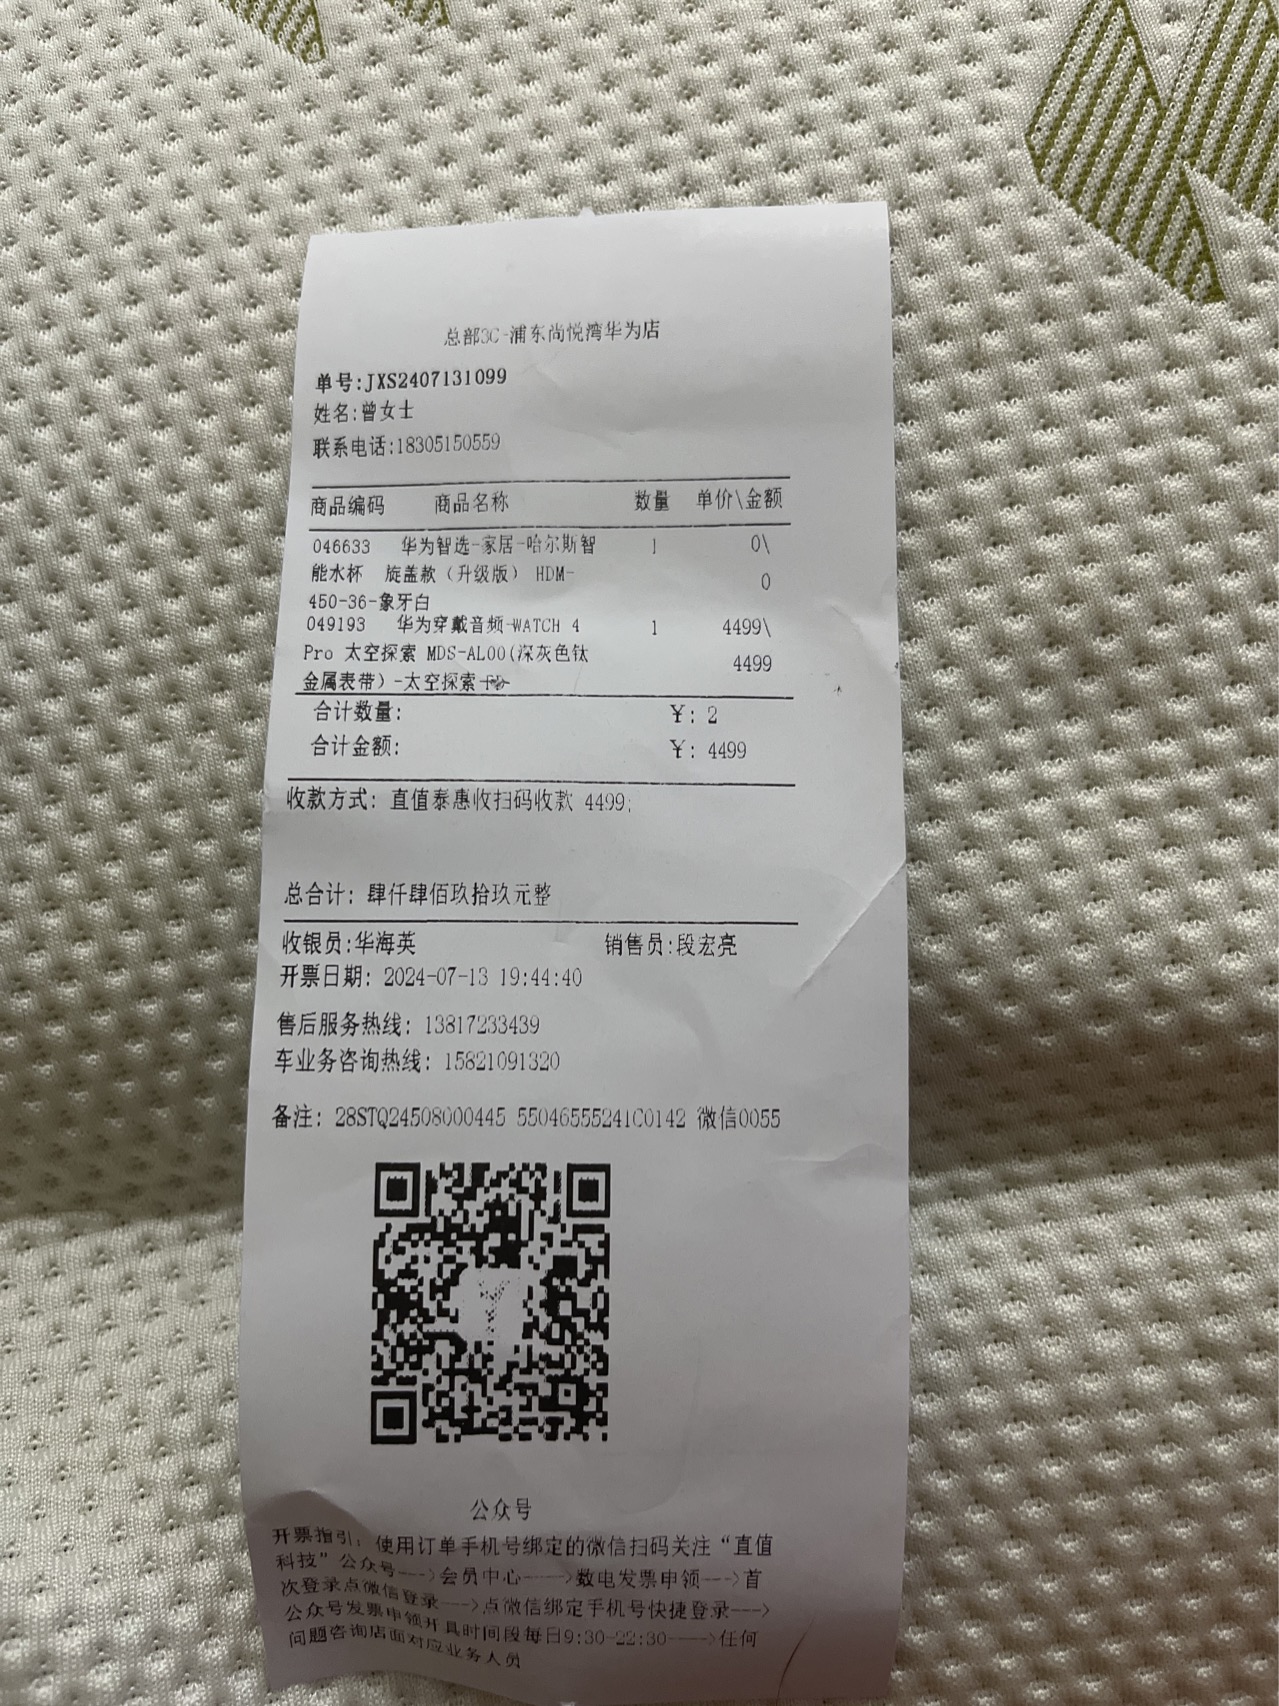 总部3C-浦东尚悦湾华为店
单号:JXS2407131099
姓名:曾女士
联系电话:18305150559
商品编码 商品名称 数量 单价\金额
046633 华为智选-家居-哈尔斯智 1 0\
能水杯 旋盖款（升级版） HDM- 0
450-36-象牙白
049193 华为穿戴音频-WATCH 4 1 4499\
Pro 太空探索 MDS-AL00(深灰色钛 4499
金属表带）-太空探索
合计数量: ￥: 2
合计金额: ￥: 4499
收款方式: 直值泰惠收扫码收款 4499;
总合计: 肆仟肆佰玖拾玖元整
收银员:华海英 销售员:段宏亮
开票日期: 2024-07-13 19:44:40
售后服务热线: 13817233439
车业务咨询热线: 15821091320
备注: 28STQ24508000445 55046555241C0142 微信0055
公众号
开票指引: 使用订单手机号绑定的微信扫码关注“直值
科技”公众号--->会员中心---->数电发票申领--->首
次登录点微信登录--->点微信绑定手机号快捷登录--->
公众号发票申领开具时间段每日9:30-22:30---->任何
问题咨询店面对应业务人员